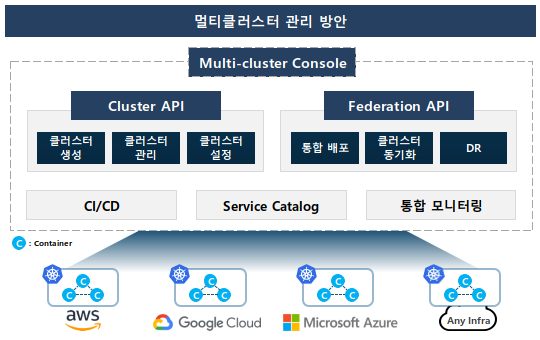 멀티클러스터 관리 방안
Multi-cluster Console
Cluster API
Federation API
클러스터
생성
클러스터
관리
클러스터
설정
통합 배포
클러스터
동기화
DR
CI/CD
Service Catalog
통합 모니터링
C : Container
C
C C
C
C C
C
C C
C
C C
aws
Google Cloud
Microsoft Azure
Any Infra